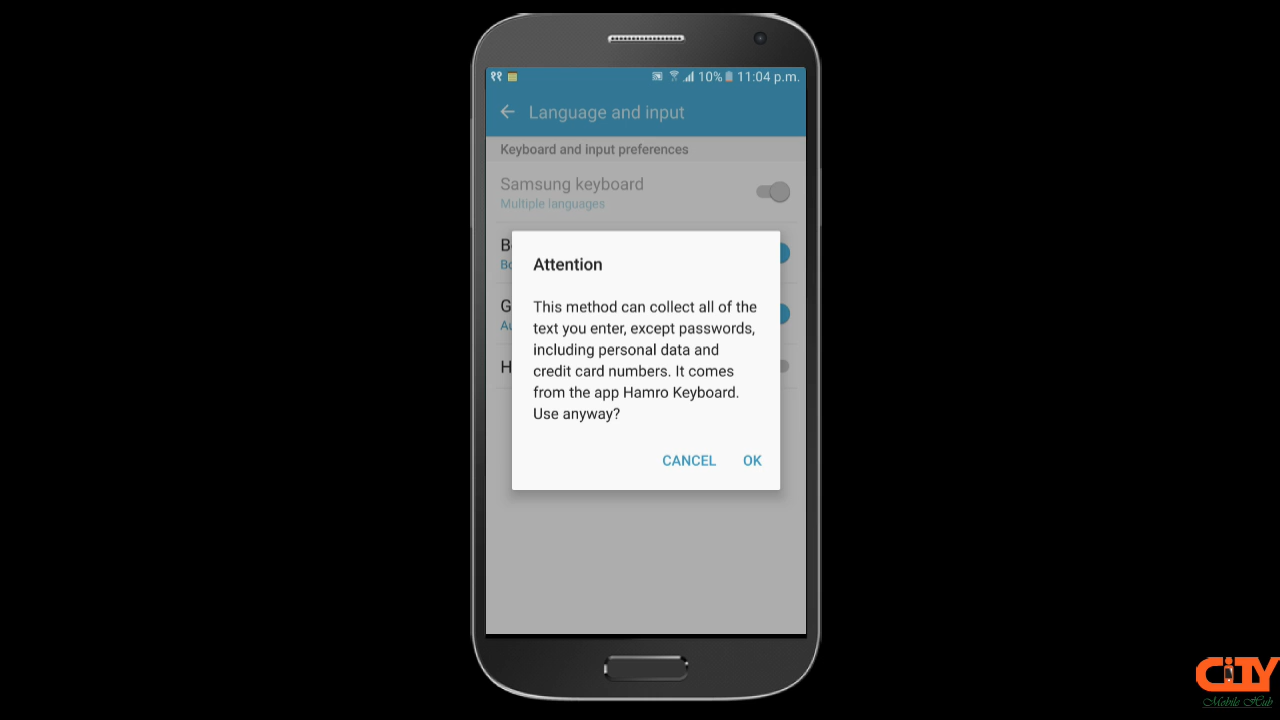 ११ 10% 11:04 p.m.
Language and input
Keyboard and input preferences
Samsung keyboard
Multiple languages
Attention
This method can collect all of the
text you enter, except passwords,
including personal data and
credit card numbers. It comes
from the app Hamro Keyboard.
Use anyway?
CANCEL OK
CiTY
Mobile Hub